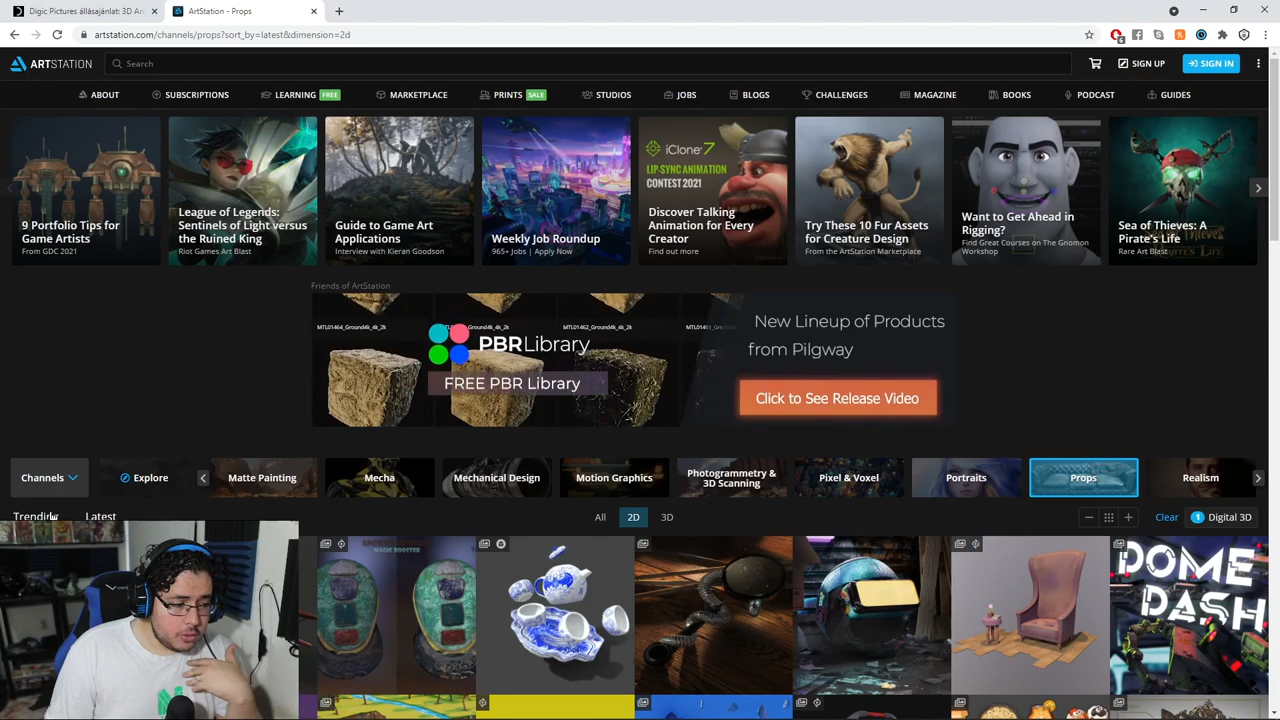 Digic Pictures állásajánlat: 3D Ar
ArtStation - Props
artstation.com/channels/props?sort_by=latest&dimension=2d
6
ARTSTATION
Search
SIGN UP
SIGN IN
ABOUT
SUBSCRIPTIONS
LEARNING FREE
MARKETPLACE
PRINTS SALE
STUDIOS
JOBS
BLOGS
CHALLENGES
MAGAZINE
BOOKS
PODCAST
GUIDES
9 Portfolio Tips for
Game Artists
From GDC 2021
League of Legends:
Sentinels of Light versus
the Ruined King
Riot Games Art Blast
Guide to Game Art
Applications
Interview with Kieran Goodson
Weekly Job Roundup
965+ Jobs | Apply Now
iClone 7
LIP-SYNC ANIMATION
CONTEST 2021
Discover Talking
Animation for Every
Creator
Find out more
Try These 10 Fur Assets
for Creature Design
From the ArtStation Marketplace
Want to Get Ahead in
Rigging?
Find Great Courses on The Gnomon
Workshop
Sea of Thieves: A
Pirate's Life
Rare Art Blast
Friends of ArtStation
MTL01464_Ground4k_4k_2k
MTL01462_Ground4k_4k_2k
PBRLibrary
FREE PBR Library
New Lineup of Products
from Pilgway
Click to See Release Video
Channels
Explore
Matte Painting
Mecha
Mechanical Design
Motion Graphics
Photogrammetry &
3D Scanning
Pixel & Voxel
Portraits
Props
Realism
Trending
Latest
All
2D
3D
Clear
1 Digital 3D
MAGIC BOOSTER
DOME
DASH